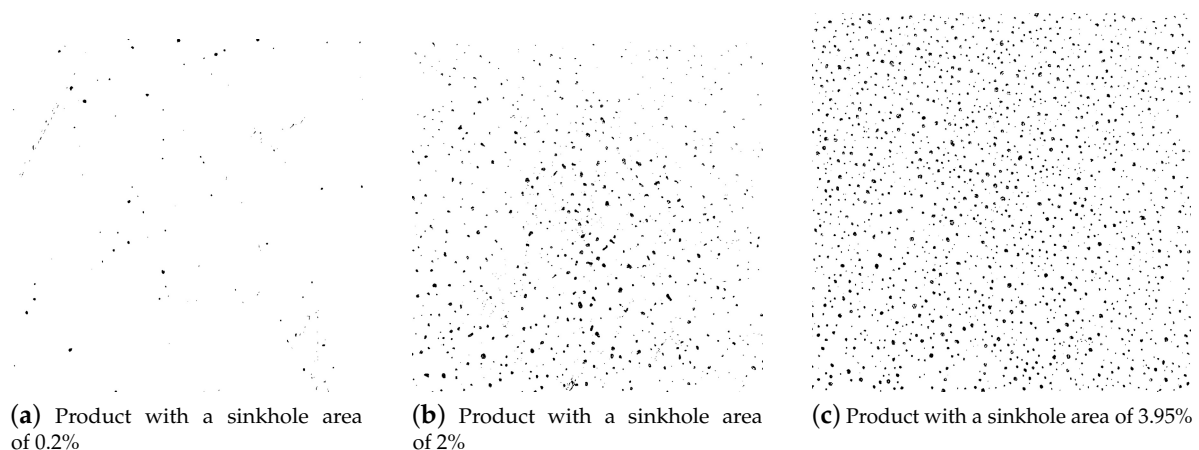 (a) Product with a sinkhole area
of 0.2%
(b) Product with a sinkhole area
of 2%
(c) Product with a sinkhole area of 3.95%